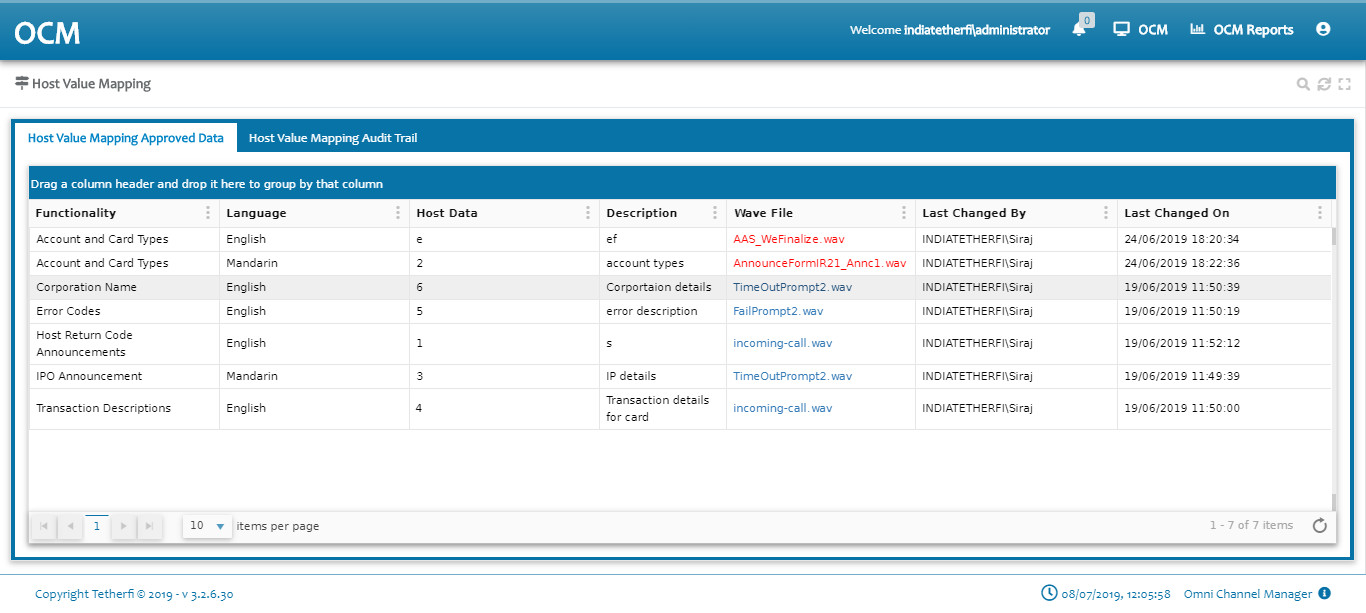 OCM
Welcome indiatetherfi\administrator
0
OCM
OCM Reports
Host Value Mapping
Host Value Mapping Approved Data
Host Value Mapping Audit Trail
Drag a column header and drop it here to group by that column
Functionality Language Host Data Description Wave File Last Changed By Last Changed On
Account and Card Types English e ef AAS_WeFinalize.wav INDIATETHERFI\Siraj 24/06/2019 18:20:34
Account and Card Types Mandarin 2 account types AnnounceFormIR21_Annc1.wav INDIATETHERFI\Siraj 24/06/2019 18:22:36
Corporation Name English 6 Corportaion details TimeOutPrompt2.wav INDIATETHERFI\Siraj 19/06/2019 11:50:39
Error Codes English 5 error description FailPrompt2.wav INDIATETHERFI\Siraj 19/06/2019 11:50:19
Host Return Code
Announcements English 1 s incoming-call.wav INDIATETHERFI\Siraj 19/06/2019 11:52:12
IPO Announcement Mandarin 3 IP details TimeOutPrompt2.wav INDIATETHERFI\Siraj 19/06/2019 11:49:39
Transaction Descriptions English 4 Transaction details
for card incoming-call.wav INDIATETHERFI\Siraj 19/06/2019 11:50:00
1 10 items per page 1 - 7 of 7 items
Copyright Tetherfi © 2019 - v 3.2.6.30 08/07/2019, 12:05:58 Omni Channel Manager